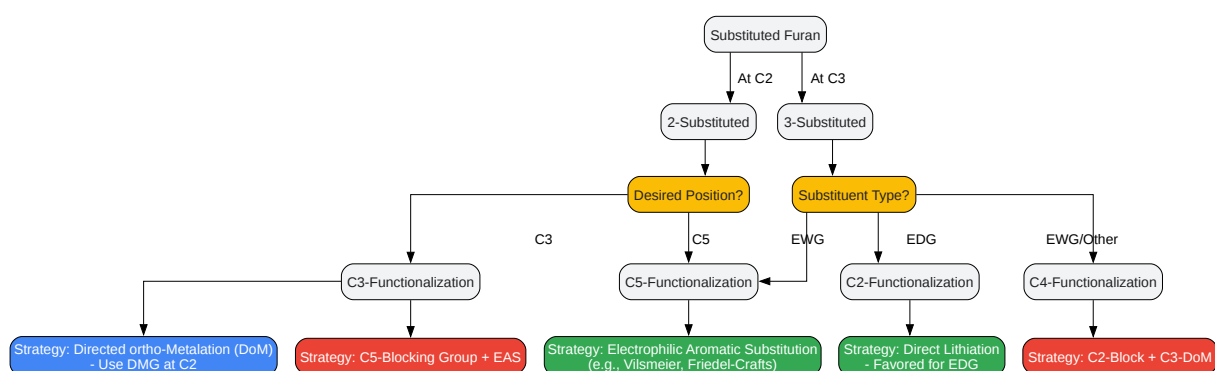 Substituted Furan
At C2
At C3
2-Substituted
3-Substituted
Desired Position?
Substituent Type?
C3
C5
EWG
EDG
EWG/Other
C3-Functionalization
C5-Functionalization
C2-Functionalization
C4-Functionalization
Strategy: Directed ortho-Metalation (DoM)
- Use DMG at C2
Strategy: C5-Blocking Group + EAS
Strategy: Electrophilic Aromatic Substitution
(e.g., Vilsmeier, Friedel-Crafts)
Strategy: Direct Lithiation
- Favored for EDG
Strategy: C2-Block + C3-DoM